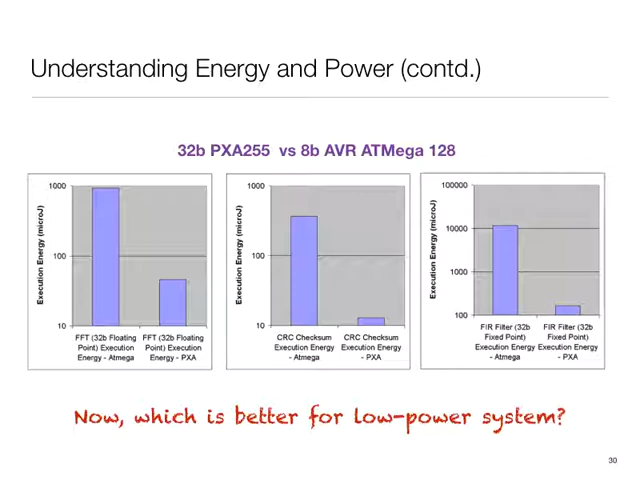 Understanding Energy and Power (contd.)
32b PXA255 vs 8b AVR ATMega 128
Execution Energy (microJ)
1000
100
10
FFT (32b Floating
Point) Execution
Energy - Atmega
FFT (32b Floating
Point) Execution
Energy - PXA
Execution Energy (microJ)
1000
100
10
CRC Checksum
Execution Energy
- Atmega
CRC Checksum
Execution Energy
- PXA
Execution Energy (microJ)
100000
10000
1000
100
FIR Filter (32b
Fixed Point)
Execution Energy
- Atmega
FIR Filter (32b
Fixed Point)
Execution Energy
- PXA
Now, which is better for low-power system?
30